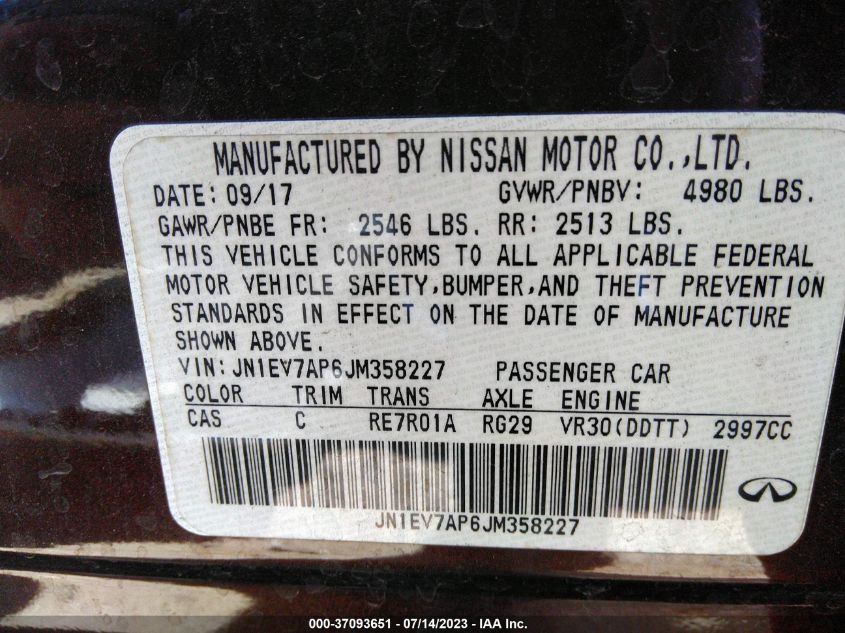 MANUFACTURED BY NISSAN MOTOR CO.,LTD.
DATE: 09/17 GVWR/PNBV: 4980 LBS.
GAWR/PNBE FR: 2546 LBS. RR: 2513 LBS.
THIS VEHICLE CONFORMS TO ALL APPLICABLE FEDERAL
MOTOR VEHICLE SAFETY,BUMPER,AND THEFT PREVENTION
STANDARDS IN EFFECT ON THE DATE OF MANUFACTURE
SHOWN ABOVE.
VIN:JN1EV7AP6JM358227 PASSENGER CAR
COLOR TRIM TRANS AXLE ENGINE
CAS C RE7R01A RG29 VR30(DDTT) 2997CC
JN1EV7AP6JM358227
000-37093651 - 07/14/2023 - IAA Inc.